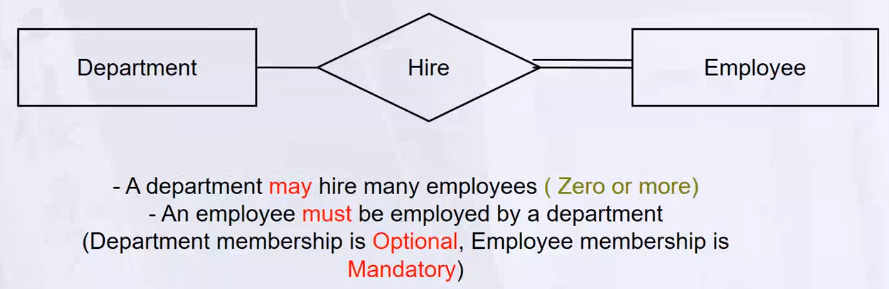 Department Hire Employee
- A department may hire many employees ( Zero or more)
- An employee must be employed by a department
(Department membership is Optional, Employee membership is
Mandatory)